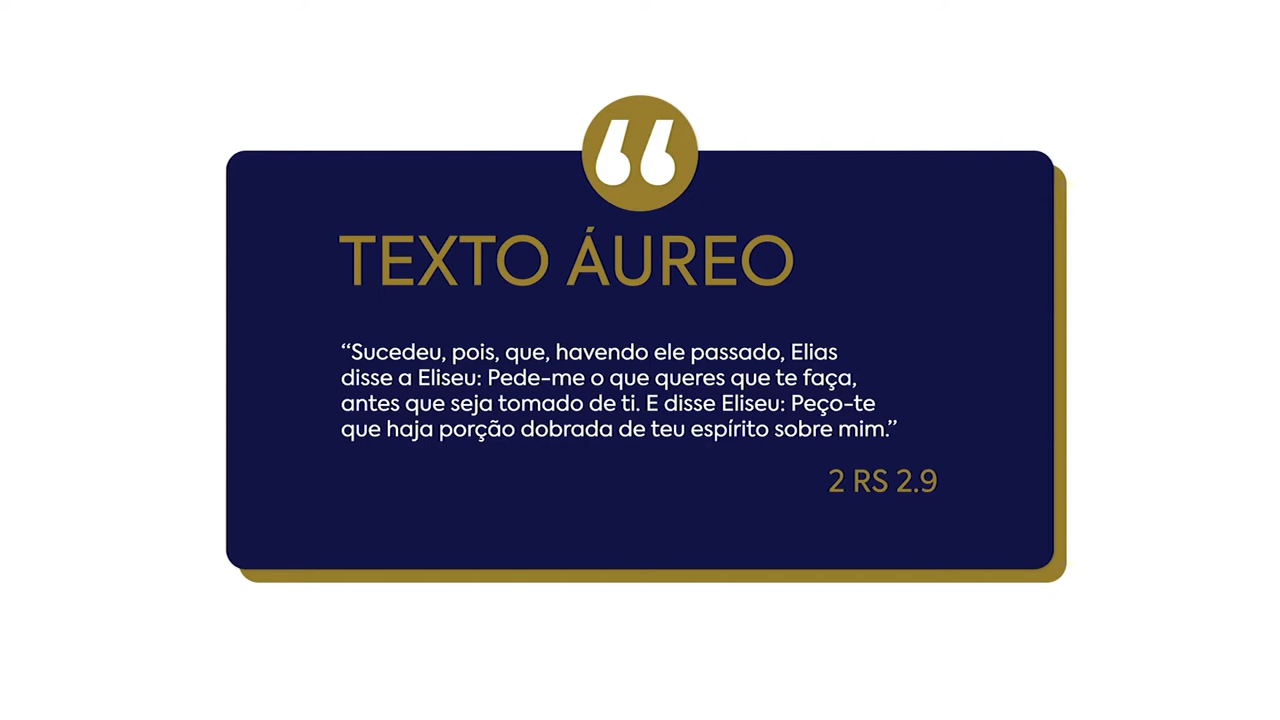 TEXTO ÁUREO
“Sucedeu, pois, que, havendo ele passado, Elias
disse a Eliseu: Pede-me o que queres que te faça,
antes que seja tomado de ti. E disse Eliseu: Peço-te
que haja porção dobrada de teu espírito sobre mim.”
2 RS 2.9